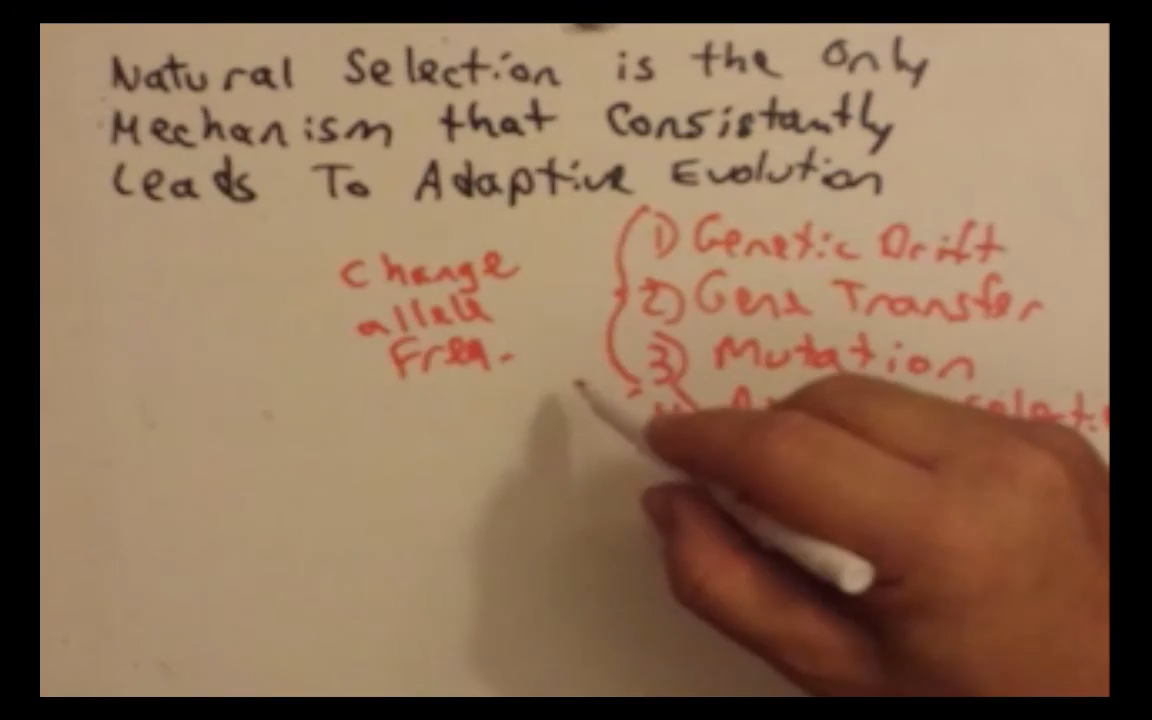 Natural Selection is the only
Mechanism that Consistantly
Leads To Adaptive Evolution
Change
allele
Freq.
1) Genetic Drift
2) Gene Transfer
3) Mutation